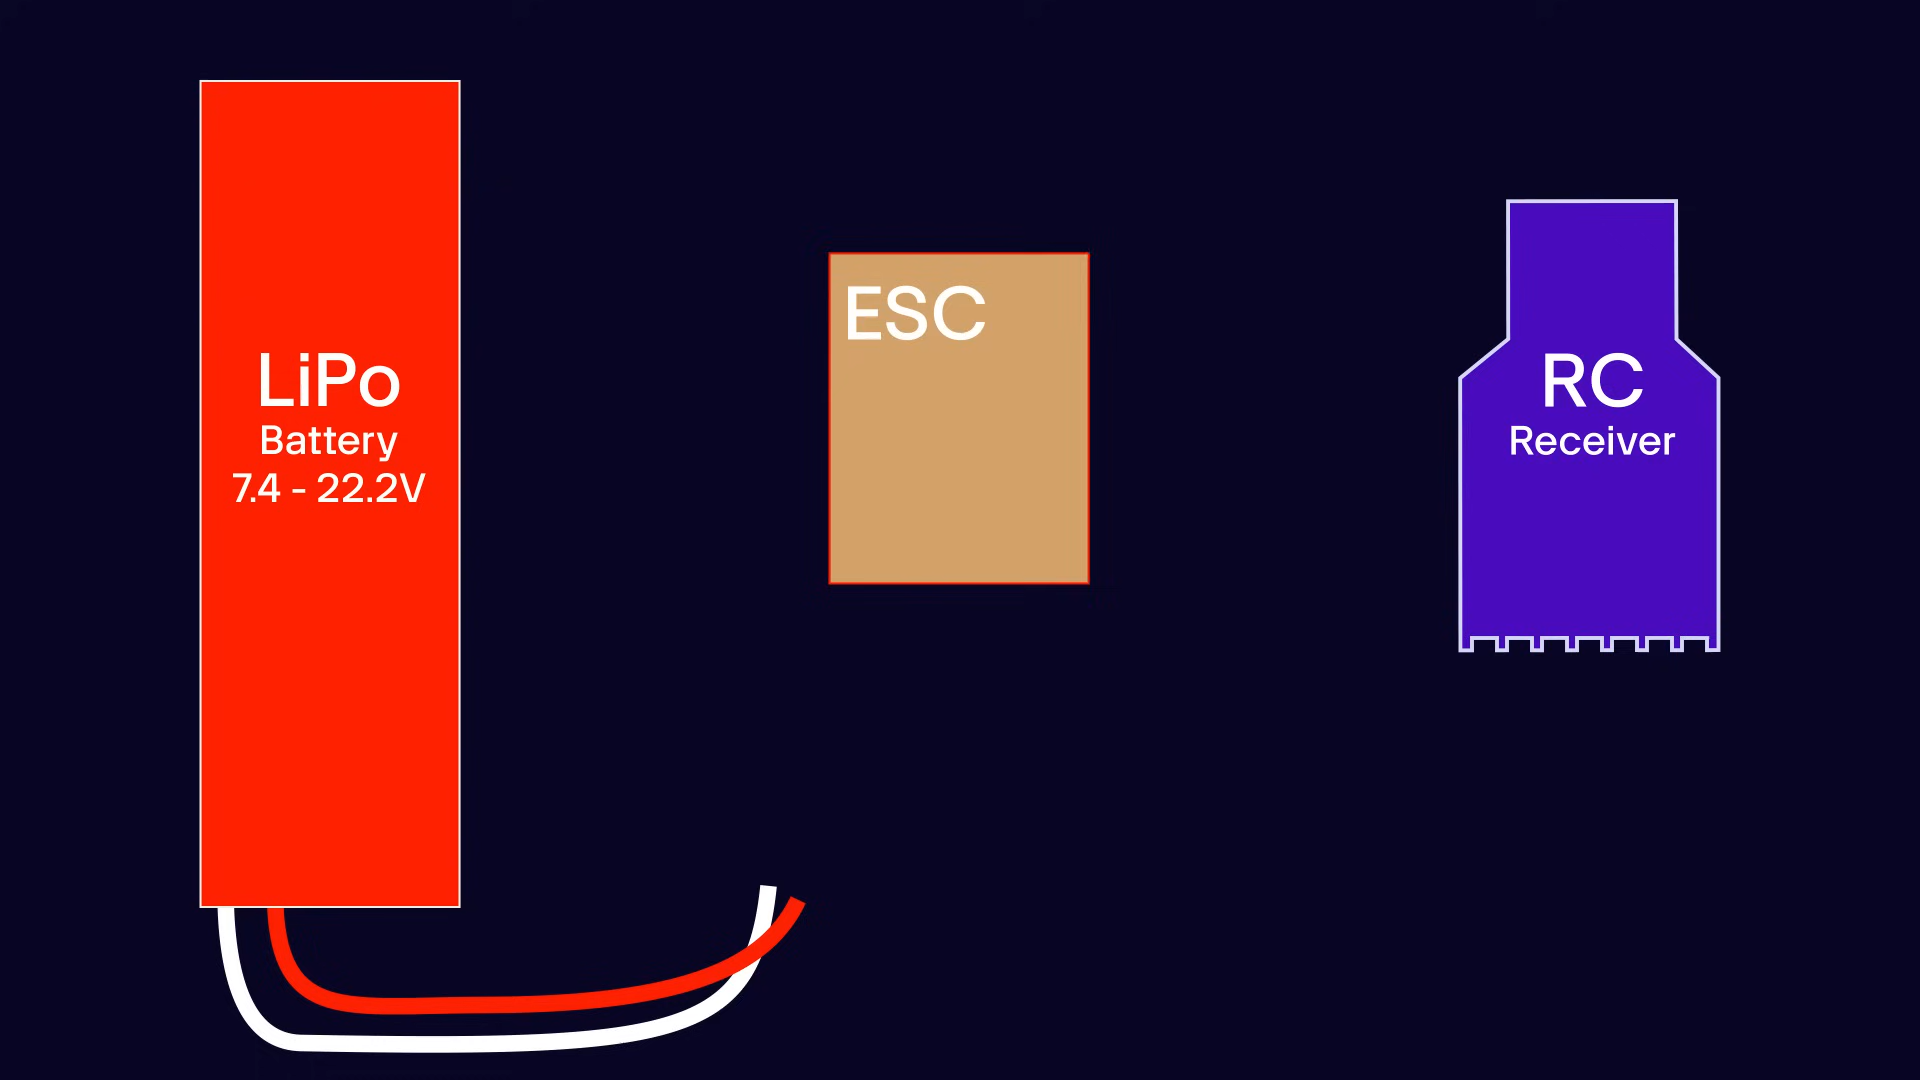 LiPo
Battery
7.4 - 22.2V
ESC
RC
Receiver